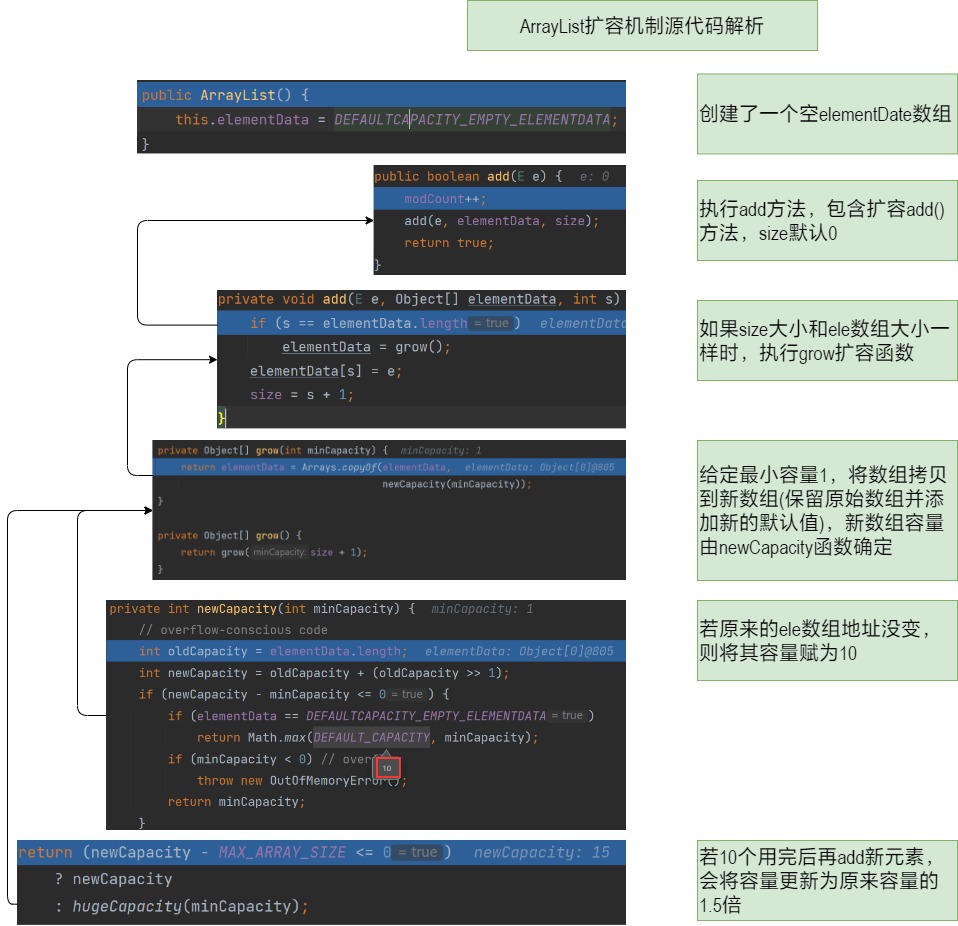 ArrayList扩容机制源代码解析
public ArrayList() {
this.elementData = DEFAULTCAPACITY_EMPTY_ELEMENTDATA;
}
创建了一个空elementDate数组
public boolean add(E e) { e: 0
modCount++;
add(e, elementData, size);
return true;
}
执行add方法，包含扩容add()
方法，size默认0
private void add(E e, Object[] elementData, int s)
if (s == elementData.length = true ) elementData
elementData = grow();
elementData[s] = e;
size = s + 1;
}
如果size大小和ele数组大小一
样时，执行grow扩容函数
private Object[] grow(int minCapacity) { minCapacity: 1
return elementData = Arrays.copyOf(elementData, elementData: Object[0]@805
newCapacity(minCapacity));
}
private Object[] grow() {
return grow( minCapacity: size + 1);
}
给定最小容量1，将数组拷贝
到新数组(保留原始数组并添
加新的默认值)，新数组容量
由newCapacity函数确定
private int newCapacity(int minCapacity) { minCapacity: 1
// overflow-conscious code
int oldCapacity = elementData.length; elementData: Object[0]@805
int newCapacity = oldCapacity + (oldCapacity >> 1);
if (newCapacity - minCapacity <= 0 = true ) {
if (elementData == DEFAULTCAPACITY_EMPTY_ELEMENTDATA = true )
return Math.max(DEFAULT_CAPACITY, minCapacity);
if (minCapacity < 0) // over
10
throw new OutOfMemoryError();
return minCapacity;
}
若原来的ele数组地址没变，
则将其容量赋为10
return (newCapacity - MAX_ARRAY_SIZE <= 0 = true ) newCapacity: 15
? newCapacity
: hugeCapacity(minCapacity);
若10个用完后再add新元素，
会将容量更新为原来容量的
1.5倍